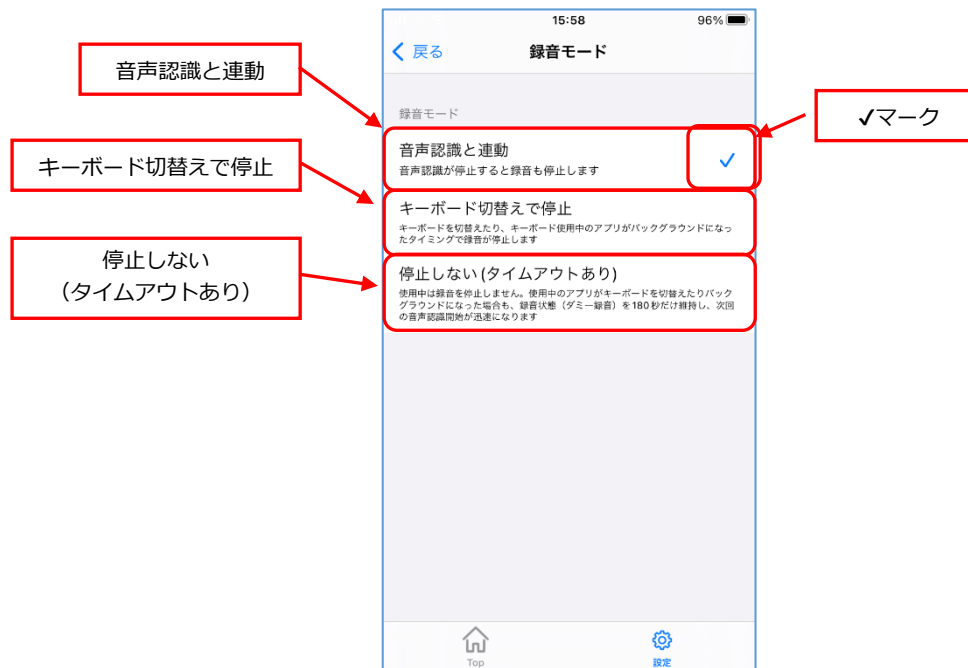 15:58
96%
戻る
録音モード
音声認識と連動
✓マーク
録音モード
音声認識と連動
音声認識が停止すると録音も停止します
キーボード切替えで停止
キーボード切替えで停止
キーボードを切替えたり、キーボード使用中のアプリがバックグラウンドになっ
たタイミングで録音が停止します
停止しない
（タイムアウトあり）
停止しない (タイムアウトあり)
使用中は録音を停止しません。使用中のアプリがキーボードを切替えたりバック
グラウンドになった場合も、録音状態（ダミー録音）を180秒だけ維持し、次回
の音声認識開始が迅速になります
Top
設定